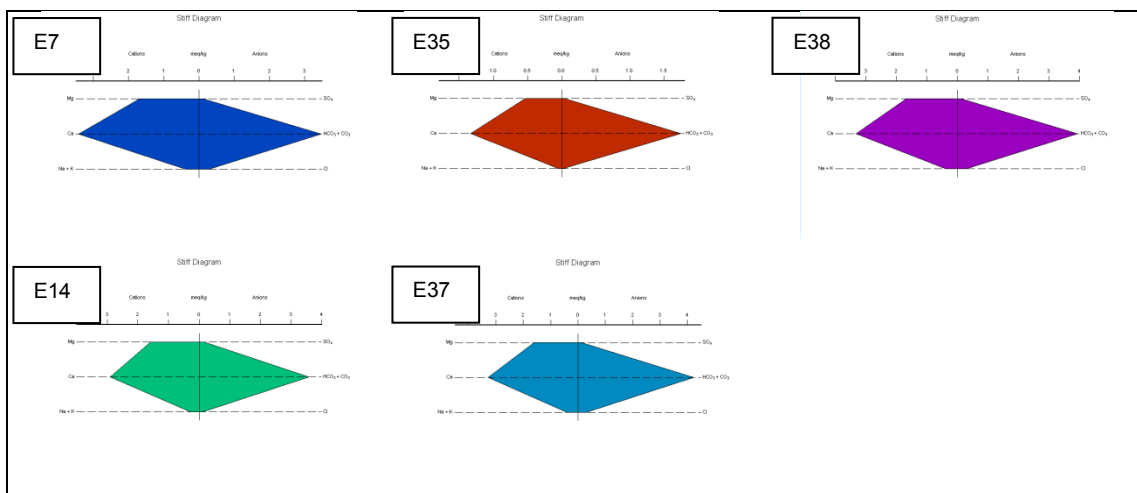 Stiff Diagram Stiff Diagram Stiff Diagram
E7 E35 E38
Cations meq/kg Anions Cations meq/kg Anions Cations meq/kg Anions
2 1 0 1 2 3 1.0 0.5 0.0 0.5 1.0 1.5 3 2 1 0 1 2 3 4
Mg SO₄ Mg SO₄ Mg SO₄
Ca HCO₃ + CO₃ Ca HCO₃ + CO₃ Ca HCO₃ + CO₃
Na + K Cl Na + K Cl Na + K Cl
Stiff Diagram Stiff Diagram
E14 E37
Cations meq/kg Anions Cations meq/kg Anions
3 2 1 0 1 2 3 4 3 2 1 0 1 2 3 4
Mg SO₄ Mg SO₄
Ca HCO₃ + CO₃ Ca HCO₃ + CO₃
Na + K Cl Na + K Cl